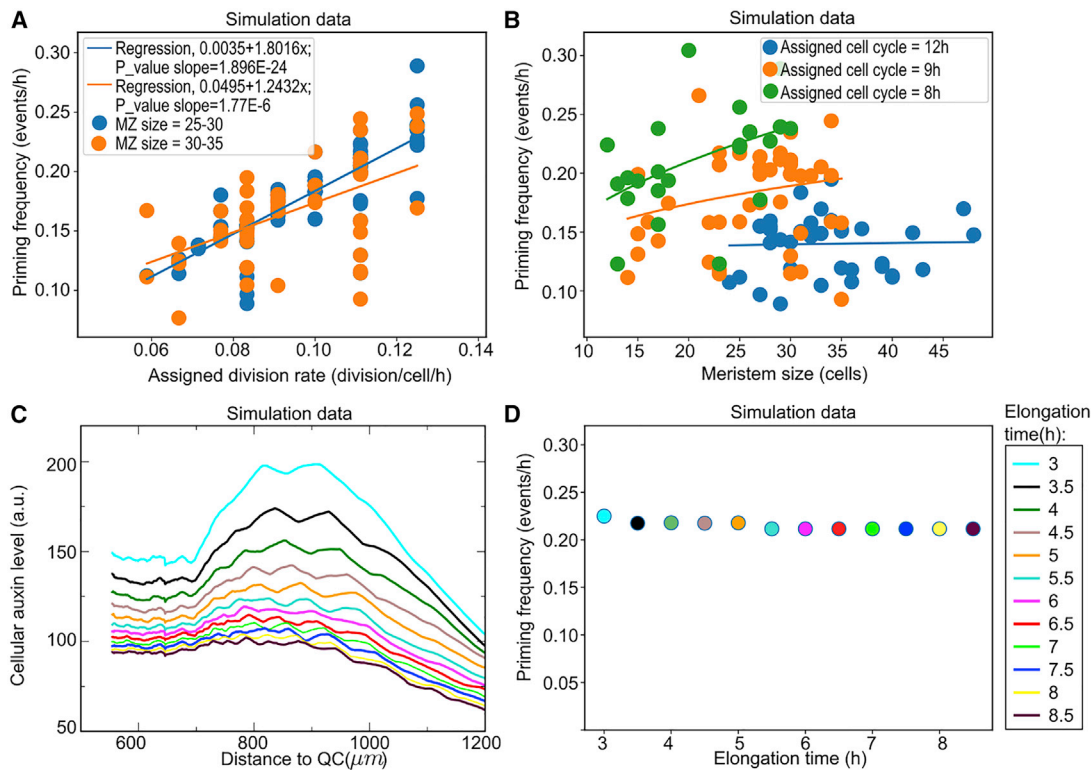 A
Simulation data
Regression, 0.0035+1.8016x;
P_value slope=1.896E-24
Regression, 0.0495+1.2432x;
P_value slope=1.77E-6
MZ size = 25-30
MZ size = 30-35
Priming frequency (events/h)
0.30
0.25
0.20
0.15
0.10
0.06
0.08
0.10
0.12
0.14
Assigned division rate (division/cell/h)
B
Simulation data
Assigned cell cycle = 12h
Assigned cell cycle = 9h
Assigned cell cycle = 8h
Priming frequency (events/h)
0.30
0.25
0.20
0.15
0.10
10
15
20
25
30
35
40
45
Meristem size (cells)
C
Simulation data
Cellular auxin level (a.u.)
200
150
100
50
600
800
1000
1200
Distance to QC(μm)
D
Simulation data
Priming frequency (events/h)
0.30
0.25
0.20
0.15
0.10
0.05
3
4
5
6
7
8
Elongation time (h)
Elongation
time(h):
3
3.5
4
4.5
5
5.5
6
6.5
7
7.5
8
8.5